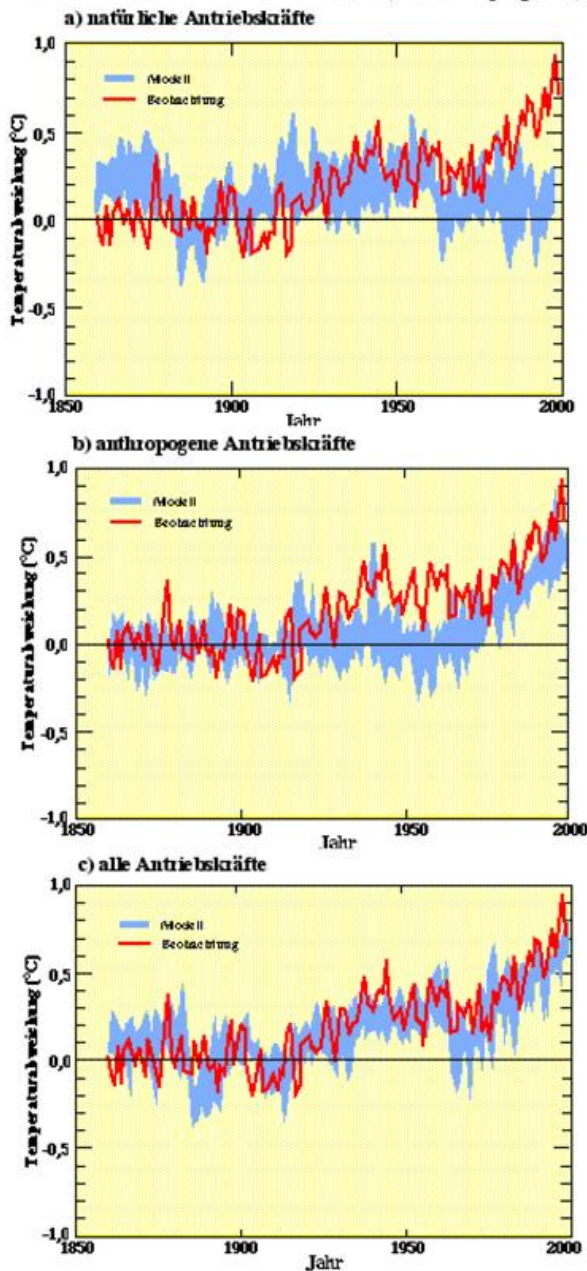 a) natürliche Antriebskräfte
Temperaturabweichung (°C)
1,0
0,5
0,0
-0,5
-1,0
Modell
Beobachtung
1850
1900
1950
2000
Jahr
b) anthropogene Antriebskräfte
Temperaturabweichung (°C)
1,0
0,5
0,0
-0,5
-1,0
Modell
Beobachtung
1850
1900
1950
2000
Jahr
c) alle Antriebskräfte
Temperaturabweichung (°C)
1,0
0,5
0,0
-0,5
-1,0
Modell
Beobachtung
1850
1900
1950
2000
Jahr